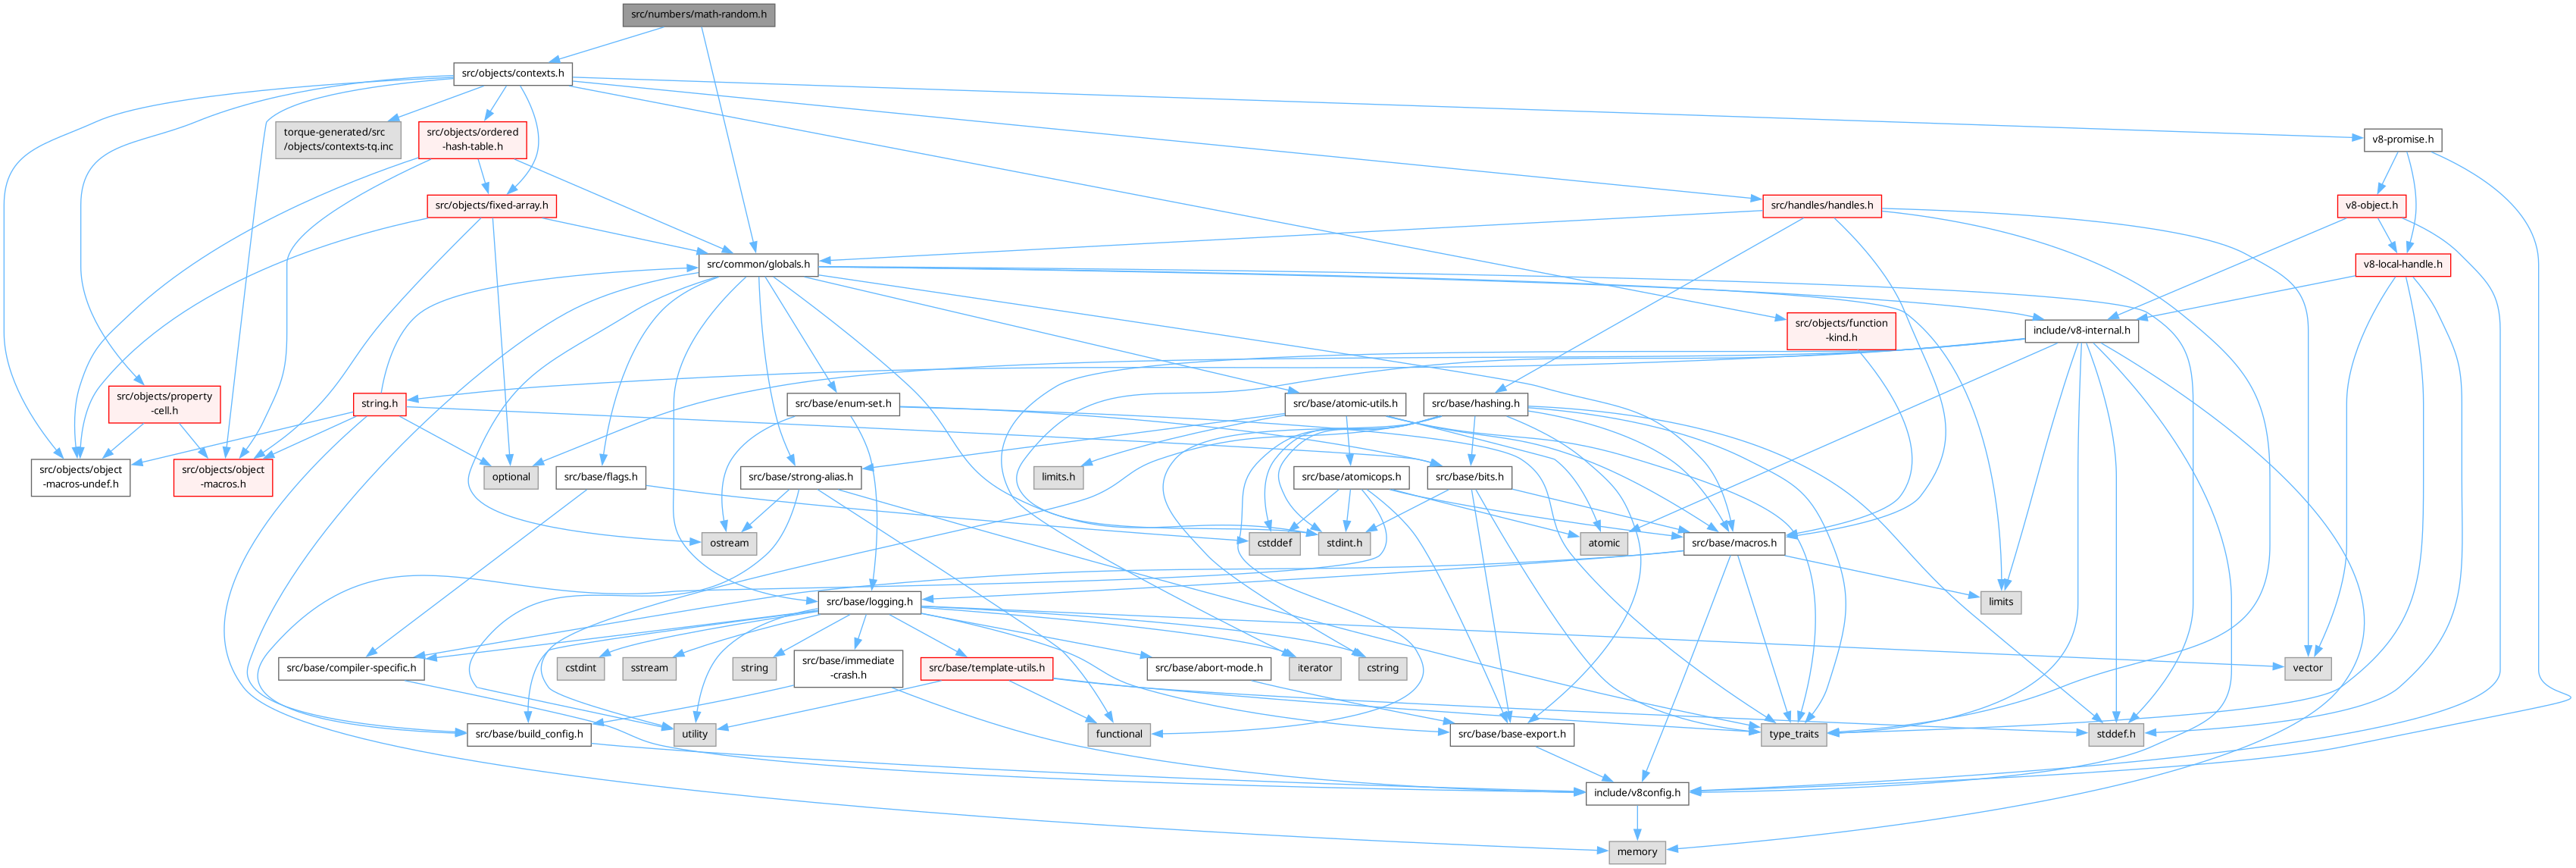 src/numbers/math-random.h
src/objects/contexts.h
torque-generated/src
/objects/contexts-tq.inc
src/objects/ordered
-hash-table.h
v8-promise.h
src/objects/fixed-array.h
src/handles/handles.h
v8-object.h
src/common/globals.h
v8-local-handle.h
src/objects/function
-kind.h
include/v8-internal.h
src/objects/property
-cell.h
string.h
src/base/enum-set.h
src/base/atomic-utils.h
src/base/hashing.h
src/objects/object
-macros-undef.h
src/objects/object
-macros.h
optional
src/base/flags.h
src/base/strong-alias.h
limits.h
src/base/atomicops.h
src/base/bits.h
ostream
cstddef
stdint.h
atomic
src/base/macros.h
src/base/logging.h
limits
src/base/compiler-specific.h
cstdint
sstream
string
src/base/immediate
-crash.h
src/base/template-utils.h
src/base/abort-mode.h
iterator
cstring
vector
src/base/build_config.h
utility
functional
src/base/base-export.h
type_traits
stddef.h
include/v8config.h
memory